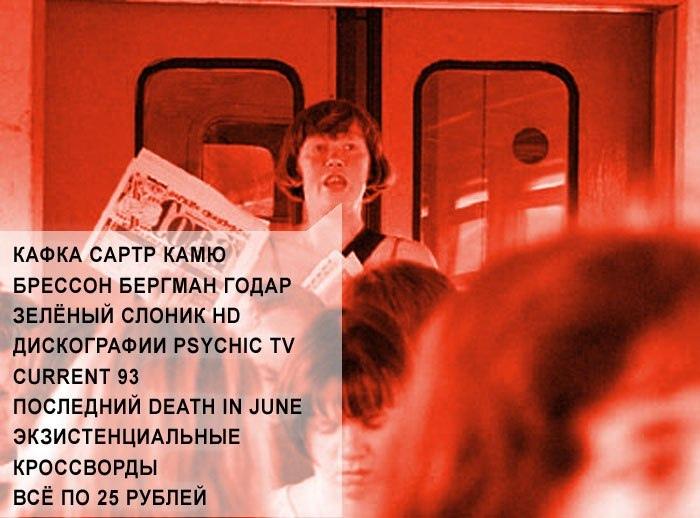 КАФКА САРТР КАМЮ
БРЕССОН БЕРГМАН ГОДАР
ЗЕЛЁНЫЙ СЛОНИК HD
ДИСКОГРАФИИ PSYCHIC TV
CURRENT 93
ПОСЛЕДНИЙ DEATH IN JUNE
ЭКЗИСТЕНЦИАЛЬНЫЕ
КРОССВОРДЫ
ВСЁ ПО 25 РУБЛЕЙ